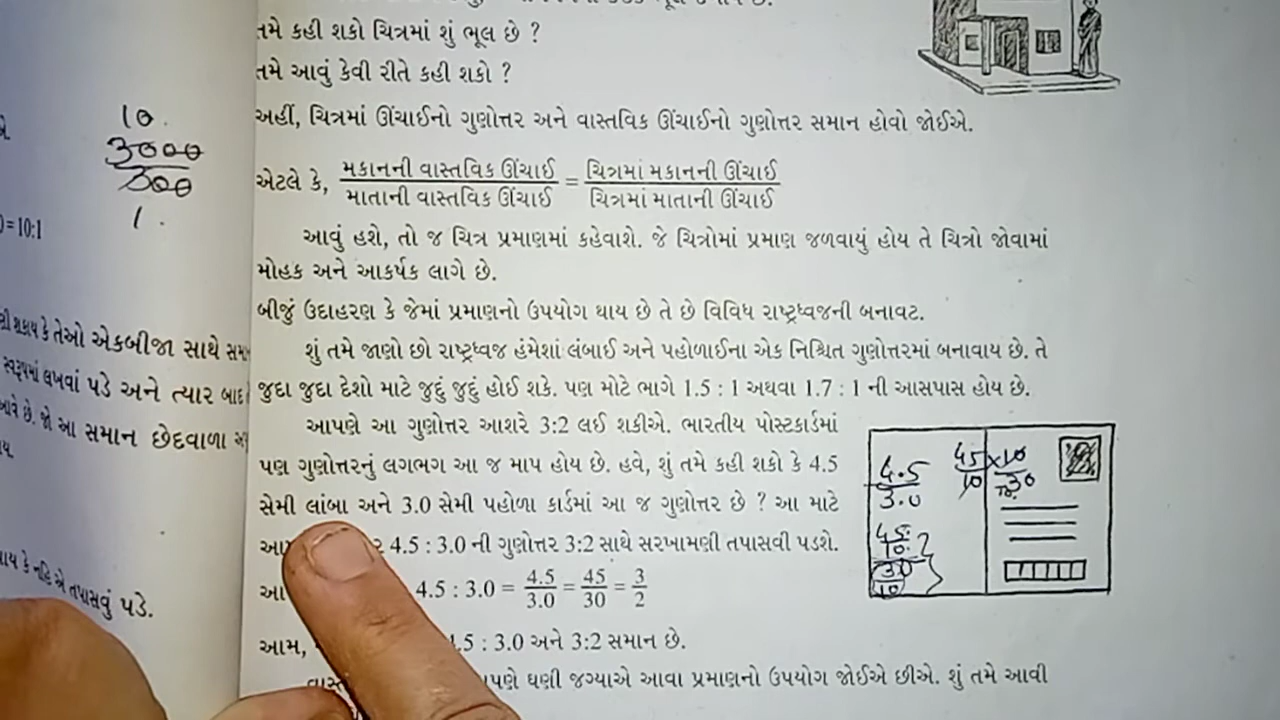 તમે કહી શકો ચિત્રમાં શું ભૂલ છે ?
તમે આવું કેવી રીતે કહી શકો ?
અહીં, ચિત્રમાં ઊંચાઈનો ગુણોત્તર અને વાસ્તવિક ઊંચાઈનો ગુણોત્તર સમાન હોવો જોઈએ.
એટલે કે, મકાનની વાસ્તવિક ઊંચાઈ / માતાની વાસ્તવિક ઊંચાઈ = ચિત્રમાં મકાનની ઊંચાઈ / ચિત્રમાં માતાની ઊંચાઈ
આવું હશે, તો જ ચિત્ર પ્રમાણમાં કહેવાશે. જે ચિત્રોમાં પ્રમાણ જળવાયું હોય તે ચિત્રો જોવામાં
મોહક અને આકર્ષક લાગે છે.
બીજું ઉદાહરણ કે જેમાં પ્રમાણનો ઉપયોગ થાય છે તે છે વિવિધ રાષ્ટ્રધ્વજની બનાવટ.
શું તમે જાણો છો રાષ્ટ્રધ્વજ હંમેશાં લંબાઈ અને પહોળાઈના એક નિશ્ચિત ગુણોત્તરમાં બનાવાય છે. તે
જુદા જુદા દેશો માટે જુદું જુદું હોઈ શકે. પણ મોટે ભાગે 1.5 : 1 અથવા 1.7 : 1 ની આસપાસ હોય છે.
આપણે આ ગુણોત્તર આશરે 3:2 લઈ શકીએ. ભારતીય પોસ્ટકાર્ડમાં
પણ ગુણોત્તરનું લગભગ આ જ માપ હોય છે. હવે, શું તમે કહી શકો કે 4.5
સેમી લાંબા અને 3.0 સેમી પહોળા કાર્ડમાં આ જ ગુણોત્તર છે ? આ માટે
4.5 : 3.0 ની ગુણોત્તર 3:2 સાથે સરખામણી તપાસવી પડશે.
4.5 : 3.0 = 4.5/3.0 = 45/30 = 3/2
આમ, 4.5 : 3.0 અને 3:2 સમાન છે.
ઘણી જગ્યાએ આવા પ્રમાણનો ઉપયોગ જોઈએ છીએ. શું તમે આવી
10
3000
300
1
= 10:1
શકાય કે તેઓ એકબીજા સાથે
સ્વરૂપમાં લખવાં પડે અને ત્યાર બાદ
છે. જો આ સમાન છેદવાળા
કે નહિ એ તપાસવું પડે.
4.5
3.0
45
10
30
10
45/10 × 10/30